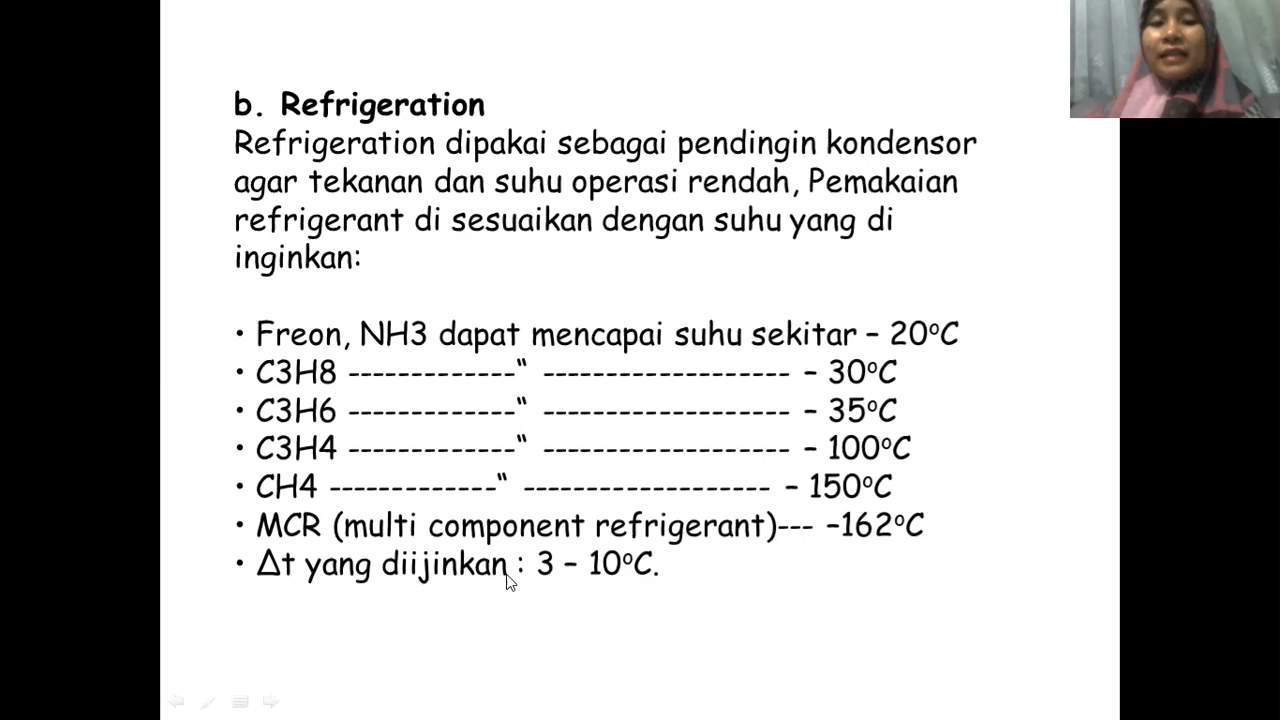 b. Refrigeration
Refrigeration dipakai sebagai pendingin kondensor
agar tekanan dan suhu operasi rendah, Pemakaian
refrigerant di sesuaikan dengan suhu yang di
inginkan:
• Freon, NH3 dapat mencapai suhu sekitar – 20ºC
• C3H8 -------------“ ------------------- – 30ºC
• C3H6 -------------“ ------------------- – 35ºC
• C3H4 -------------“ ------------------- – 100ºC
• CH4 -------------“ ------------------- – 150ºC
• MCR (multi component refrigerant)--- –162ºC
• Δt yang diijinkan : 3 – 10ºC.